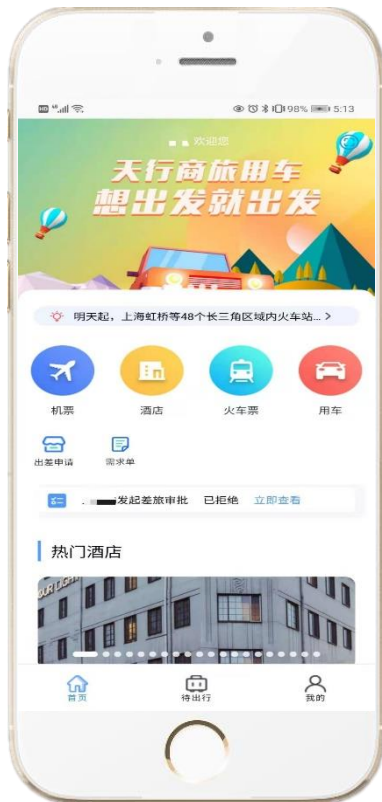 HD 4G 98% 5:13
欢迎您
天行商旅用车
想出发就出发
明天起，上海虹桥等48个长三角区域内火车站... >
机票 酒店 火车票 用车
出差申请 需求单
发起差旅审批 已拒绝 立即查看
热门酒店
OUR LIGHT
首页 待出行 我的